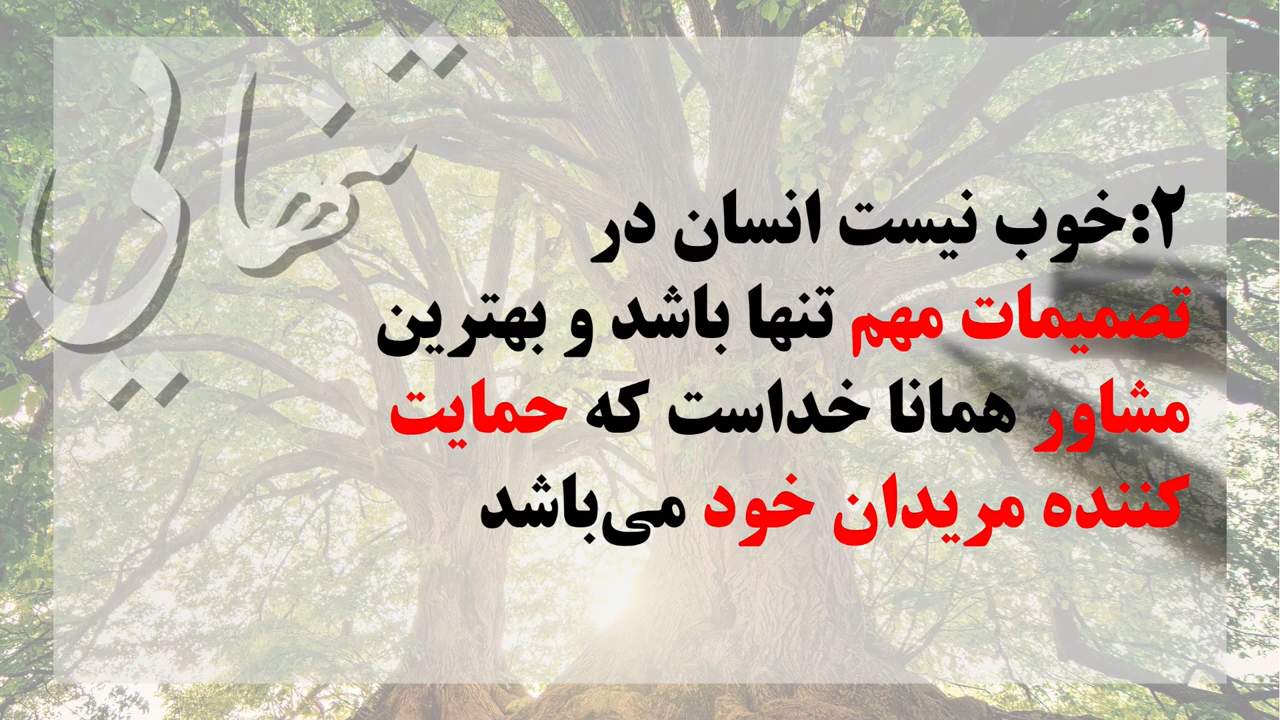 تنهایی
۲:خوب نیست انسان در
تصمیمات مهم تنها باشد و بهترین
مشاور همانا خداست که حمایت
کننده مریدان خود می‌باشد